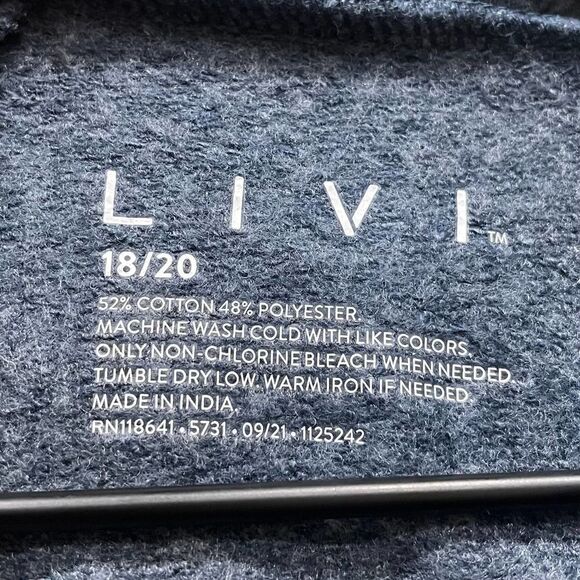 LIVI™
18/20
52% COTTON 48% POLYESTER.
MACHINE WASH COLD WITH LIKE COLORS.
ONLY NON-CHLORINE BLEACH WHEN NEEDED.
TUMBLE DRY LOW. WARM IRON IF NEEDED.
MADE IN INDIA.
RN118641 • 5731 • 09/21 • 1125242